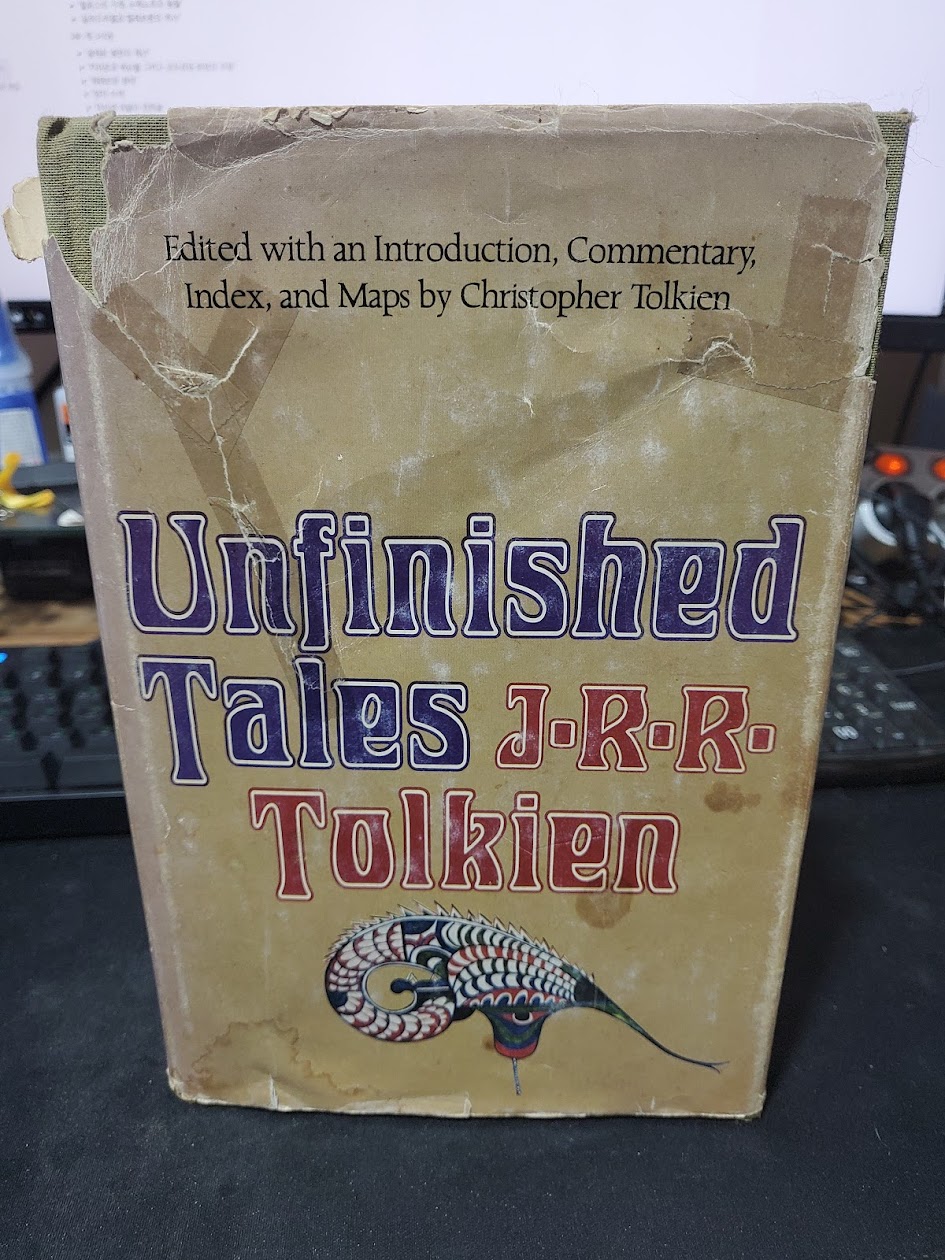 Edited with an Introduction, Commentary,
Index, and Maps by Christopher Tolkien
Unfinished
Tales J·R·R·
Tolkien